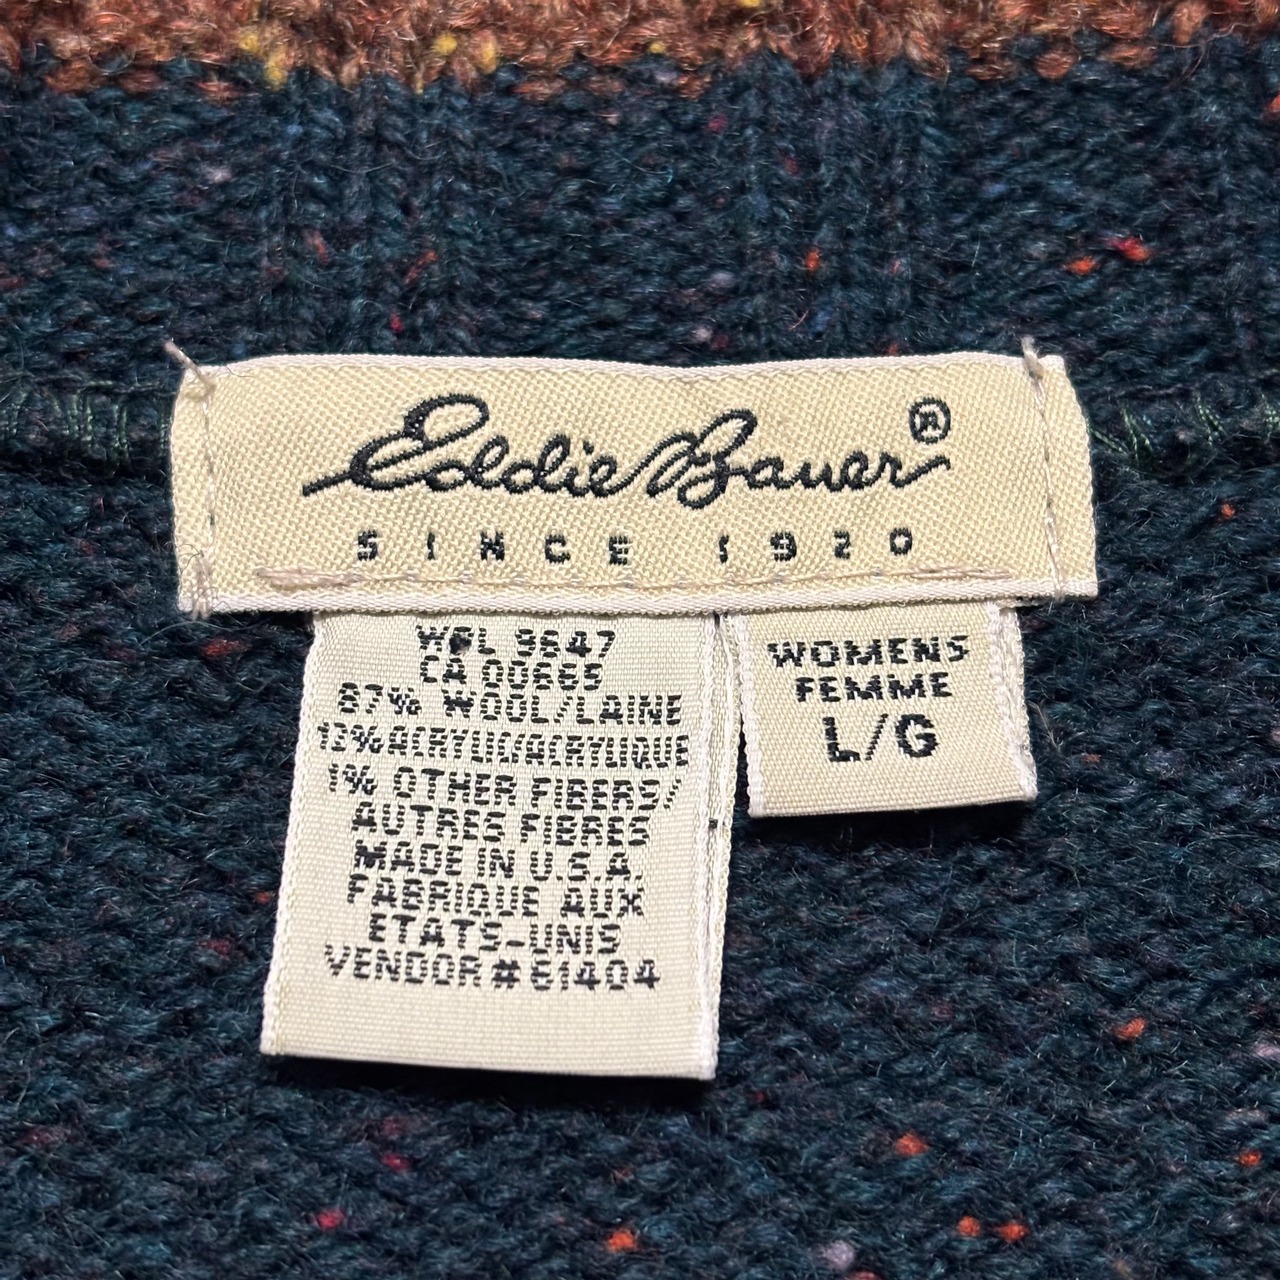 Eddie Bauer®
SINCE 1920
WPL 9647
CA 00665
87% WOOL/LAINE
12% ACRYLIC/ACRYLIQUE
1% OTHER FIBERS/
AUTRES FIBRES
MADE IN U.S.A.
FABRIQUE AUX
ETATS-UNIS
VENDOR # 61404
WOMENS
FEMME
L/G